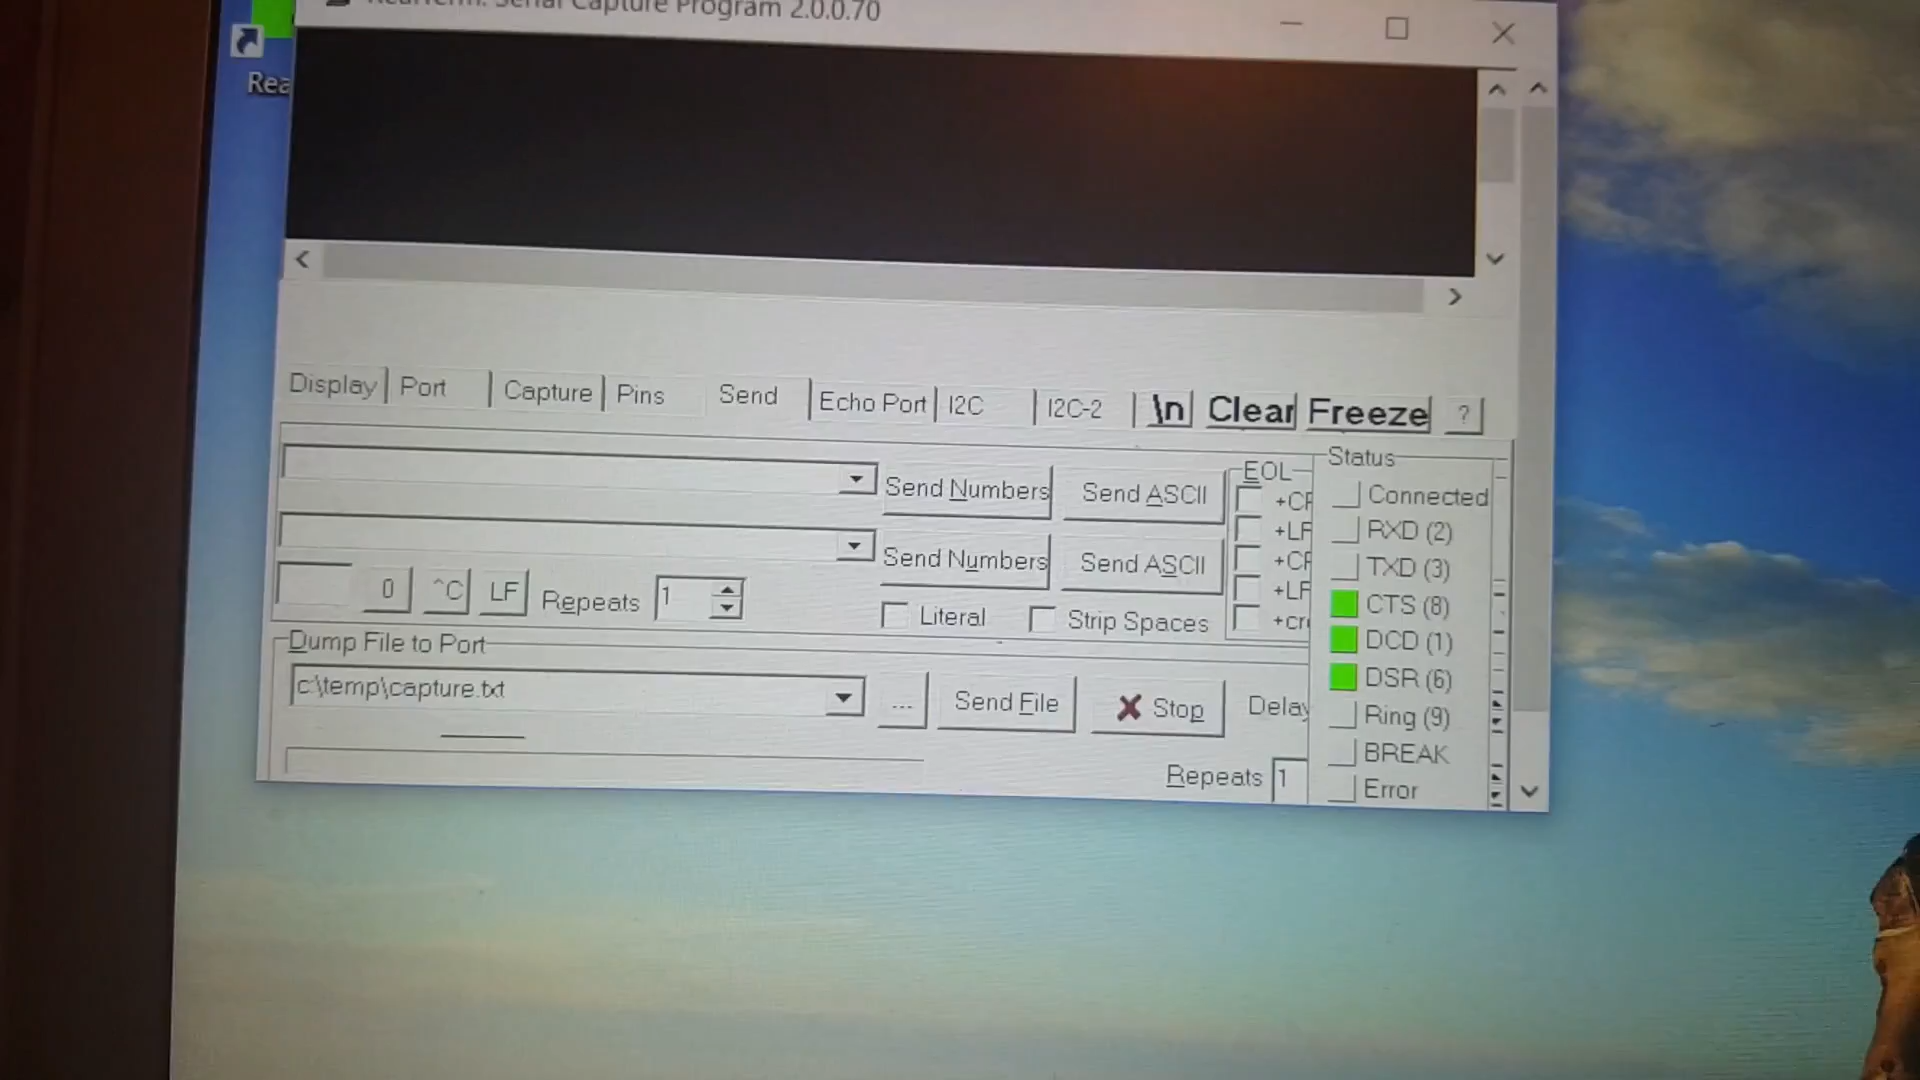 RealTerm: Serial Capture Program 2.0.0.70
Rea
Display Port Capture Pins Send Echo Port I2C I2C-2 \n Clear Freeze ?
Send Numbers Send ASCII
Send Numbers Send ASCII
0 ^C LF Repeats 1
Literal Strip Spaces
EOL
+CR
+LF
+CR
+LF
+cr
Status
Connected
RXD (2)
TXD (3)
CTS (8)
DCD (1)
DSR (6)
Ring (9)
BREAK
Error
Dump File to Port
c:\temp\capture.txt ... Send File Stop Delay
Repeats 1